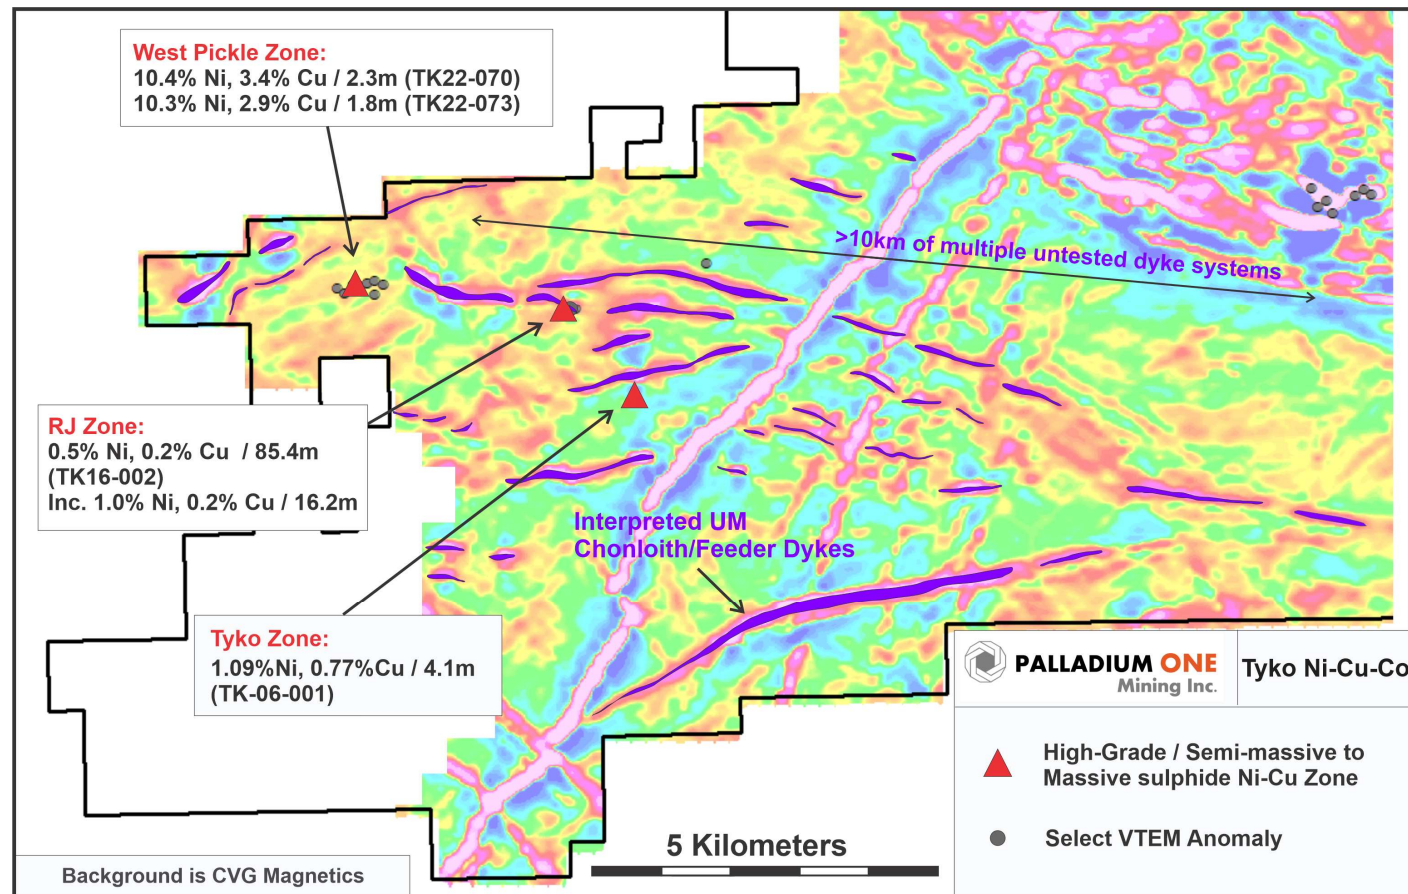 West Pickle Zone:
10.4% Ni, 3.4% Cu / 2.3m (TK22-070)
10.3% Ni, 2.9% Cu / 1.8m (TK22-073)
>10km of multiple untested dyke systems
RJ Zone:
0.5% Ni, 0.2% Cu / 85.4m
(TK16-002)
Inc. 1.0% Ni, 0.2% Cu / 16.2m
Interpreted UM
Chonloith/Feeder Dykes
Tyko Zone:
1.09%Ni, 0.77%Cu / 4.1m
(TK-06-001)
PALLADIUM ONE
Mining Inc.
Tyko Ni-Cu-Co
High-Grade / Semi-massive to
Massive sulphide Ni-Cu Zone
Select VTEM Anomaly
5 Kilometers
Background is CVG Magnetics